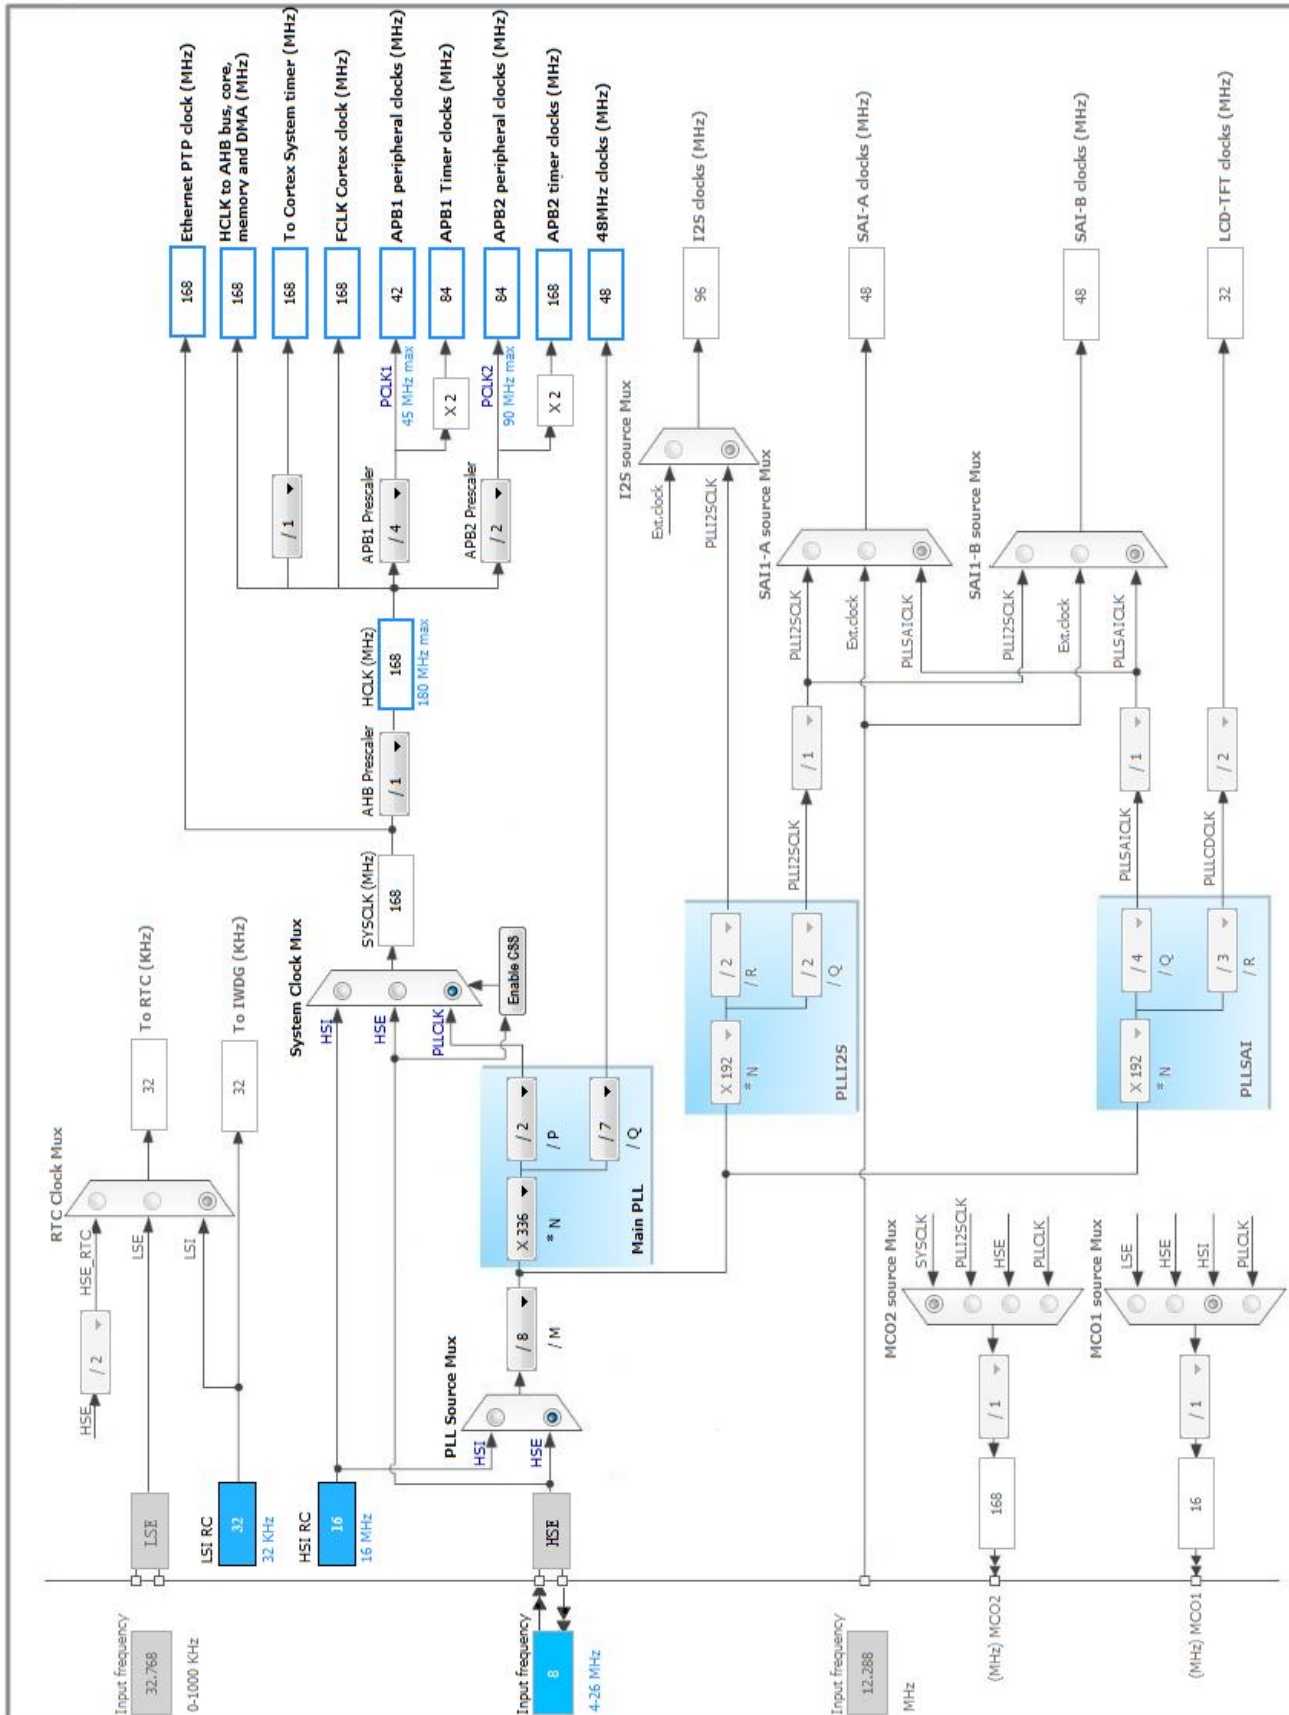 Input frequency
32.768
0-1000 KHz
LSE
LSI RC
32
32 KHz
HSI RC
16
16 MHz
Input frequency
8
4-26 MHz
HSE
Input frequency
12.288
MHz
HSE
/ 2
HSE_RTC
LSE
LSI
RTC Clock Mux
32
To RTC (KHz)
32
To IWDG (KHz)
PLL Source Mux
HSI
HSE
/ 8
/ M
X 336
* N
/ 2
/ P
/ 7
/ Q
Main PLL
System Clock Mux
HSI
HSE
PLLCLK
Enable CSS
SYSCLK (MHz)
168
AHB Prescaler
/ 1
HCLK (MHz)
168
180 MHz max
/ 1
APB1 Prescaler
/ 4
PCLK1
45 MHz max
X 2
APB2 Prescaler
/ 2
PCLK2
90 MHz max
X 2
168
Ethernet PTP clock (MHz)
168
HCLK to AHB bus, core,
memory and DMA (MHz)
168
To Cortex System timer (MHz)
168
FCLK Cortex clock (MHz)
42
APB1 peripheral clocks (MHz)
84
APB1 Timer clocks (MHz)
84
APB2 peripheral clocks (MHz)
168
APB2 timer clocks (MHz)
48
48MHz clocks (MHz)
X 192
* N
/ 2
/ R
/ 2
/ Q
PLLI2S
PLLI2SCLK
/ 1
I2S source Mux
Ext.clock
PLLI2SCLK
96
I2S clocks (MHz)
SAI1-A source Mux
PLLI2SCLK
Ext.clock
PLLSAICLK
48
SAI-A clocks (MHz)
SAI1-B source Mux
PLLI2SCLK
Ext.clock
PLLSAICLK
48
SAI-B clocks (MHz)
X 192
* N
/ 4
/ Q
/ 3
/ R
PLLSAI
PLLSAICLK
/ 1
PLLLCDCLK
/ 2
32
LCD-TFT clocks (MHz)
MCO2 source Mux
SYSCLK
PLLI2SCLK
HSE
PLLCLK
/ 1
168
(MHz) MCO2
MCO1 source Mux
LSE
HSE
HSI
PLLCLK
/ 1
16
(MHz) MCO1